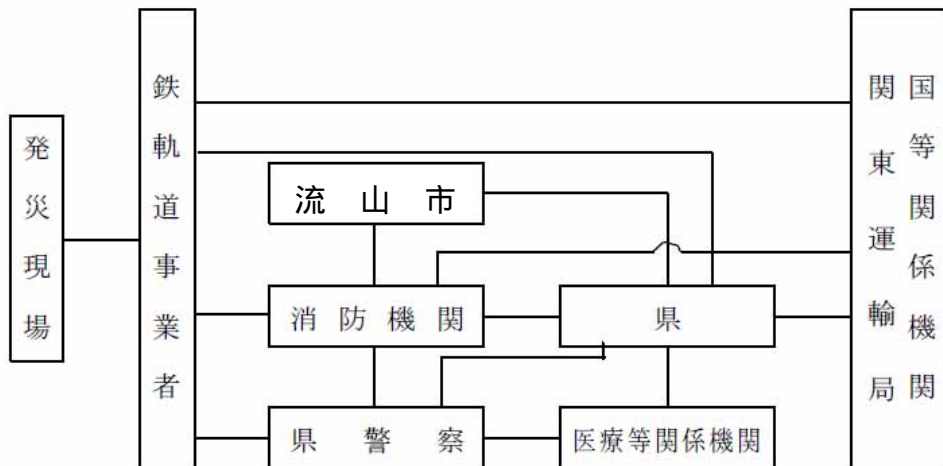 発災現場
鉄軌道事業者
流山市
消防機関
県
県警察
医療等関係機関
国等関係機関
関東運輸局